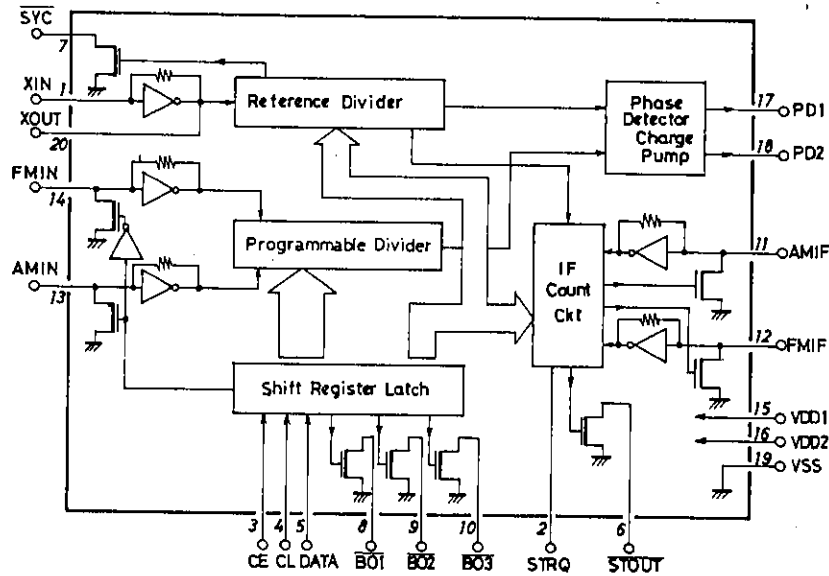 SYC
7
XIN
1
XOUT
20
FMIN
14
AMIN
13
Reference Divider
Programmable Divider
Shift Register Latch
Phase
Detector
Charge
Pump
IF
Count
Ckt
17
PD1
18
PD2
11
AMIF
12
FMIF
15
VDD1
16
VDD2
19
VSS
3
CE
4
CL
5
DATA
8
BO1
9
BO2
10
BO3
2
STRQ
6
STOUT